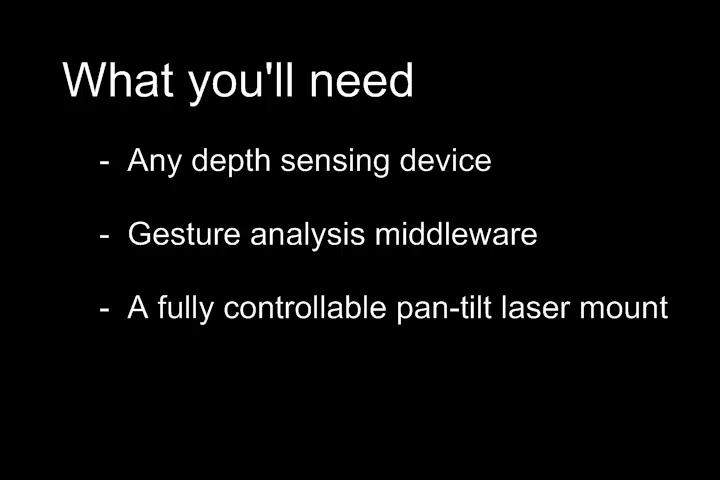 What you'll need
- Any depth sensing device
- Gesture analysis middleware
- A fully controllable pan-tilt laser mount